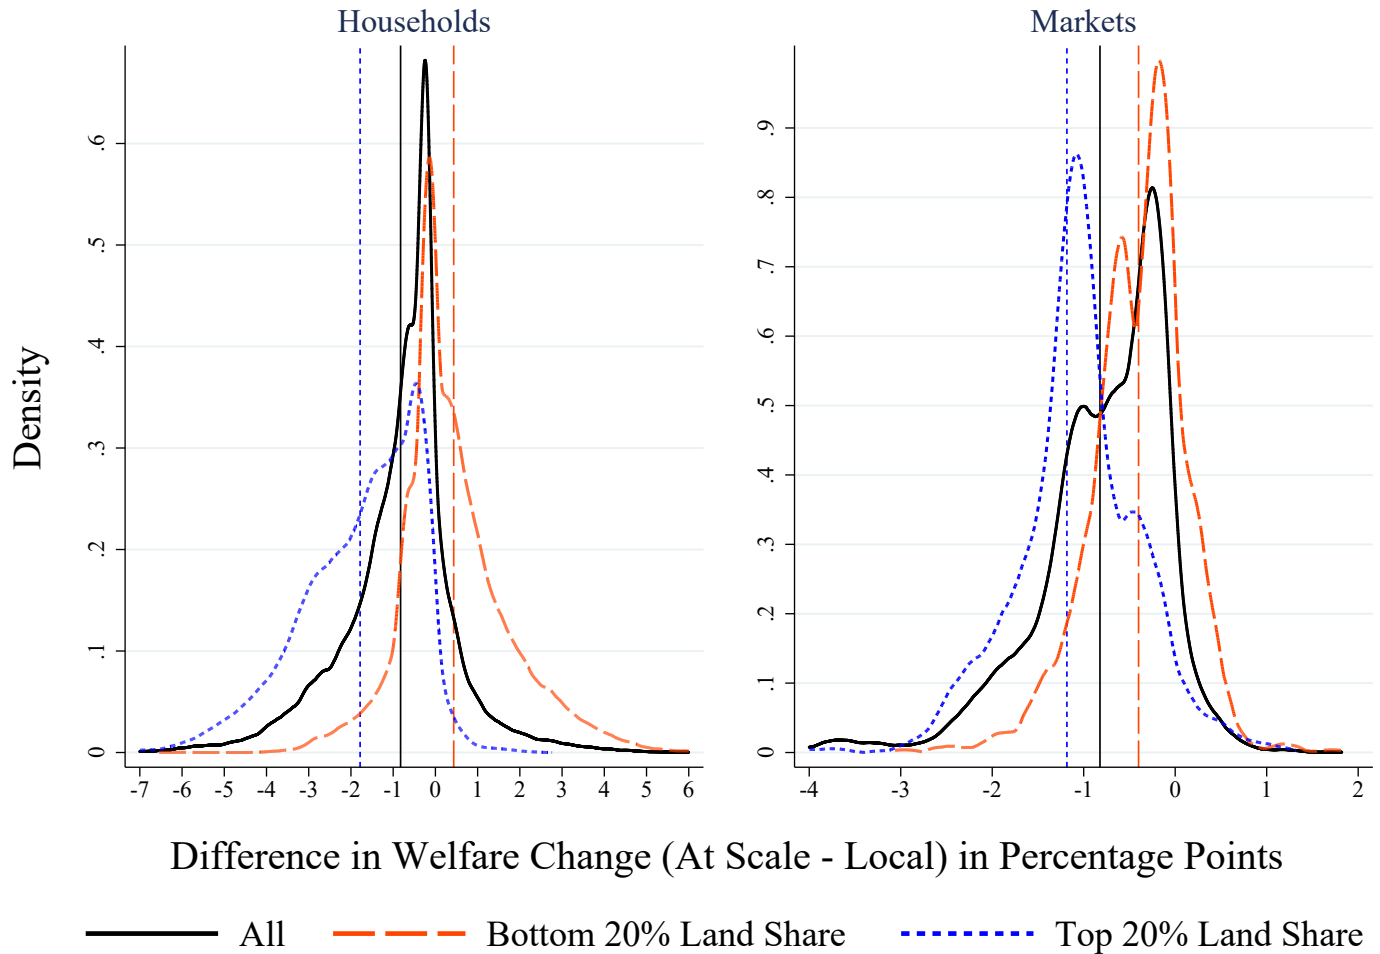 Households
Markets
Density
.6
.5
.4
.3
.2
.1
0
-7 -6 -5 -4 -3 -2 -1 0 1 2 3 4 5 6
.9
.8
.7
.6
.5
.4
.3
.2
.1
0
-4 -3 -2 -1 0 1 2
Difference in Welfare Change (At Scale - Local) in Percentage Points
All Bottom 20% Land Share Top 20% Land Share